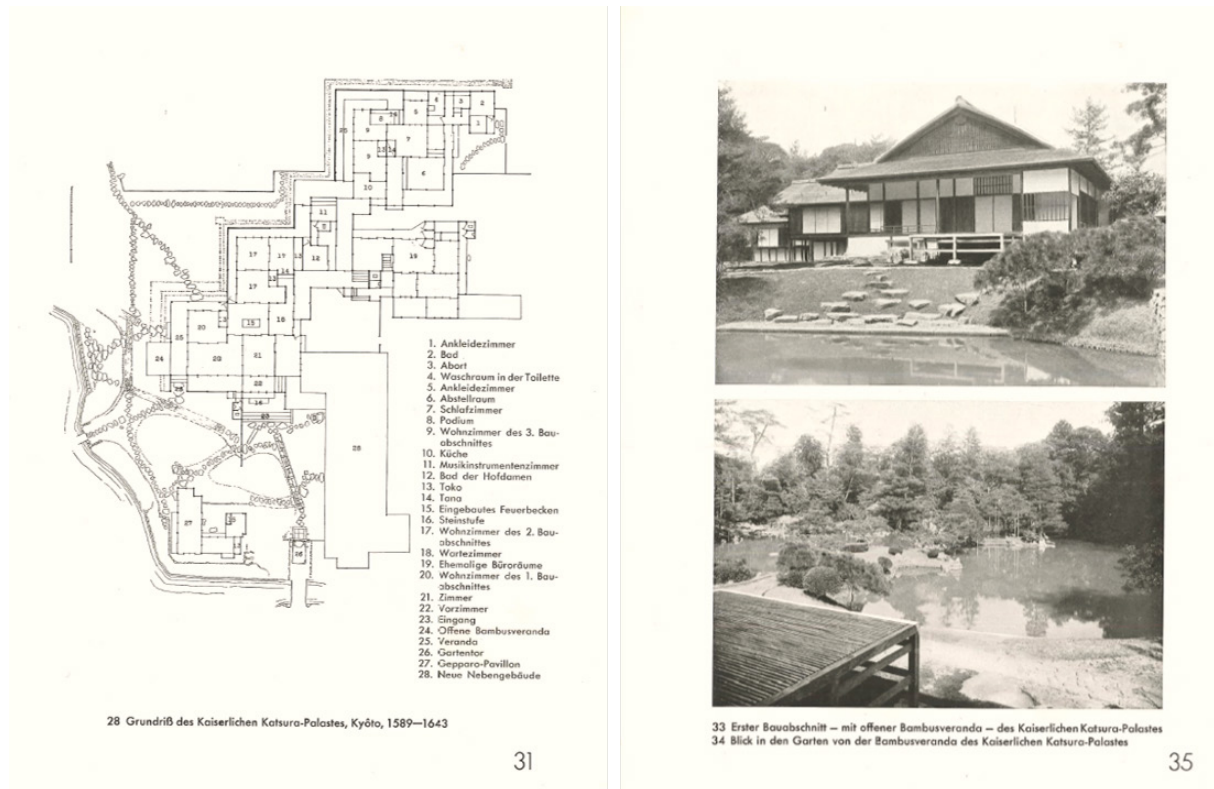 1. Ankleidezimmer
2. Bad
3. Abort
4. Waschraum in der Toilette
5. Ankleidezimmer
6. Abstellraum
7. Schlafzimmer
8. Podium
9. Wohnzimmer des 3. Bau-
abschnittes
10. Küche
11. Musikinstrumentenzimmer
12. Bad der Hofdamen
13. Toko
14. Tana
15. Eingebautes Feuerbecken
16. Steinstufe
17. Wohnzimmer des 2. Bau-
abschnittes
18. Wartezimmer
19. Ehemalige Büroräume
20. Wohnzimmer des 1. Bau-
abschnittes
21. Zimmer
22. Vorzimmer
23. Eingang
24. Offene Bambusveranda
25. Veranda
26. Gartentor
27. Gepparo-Pavillon
28. Neue Nebengebäude
28 Grundriß des Kaiserlichen Katsura-Palastes, Kyôto, 1589—1643
31
33 Erster Bauabschnitt — mit offener Bambusveranda — des Kaiserlichen Katsura-Palastes
34 Blick in den Garten von der Bambusveranda des Kaiserlichen Katsura-Palastes
35